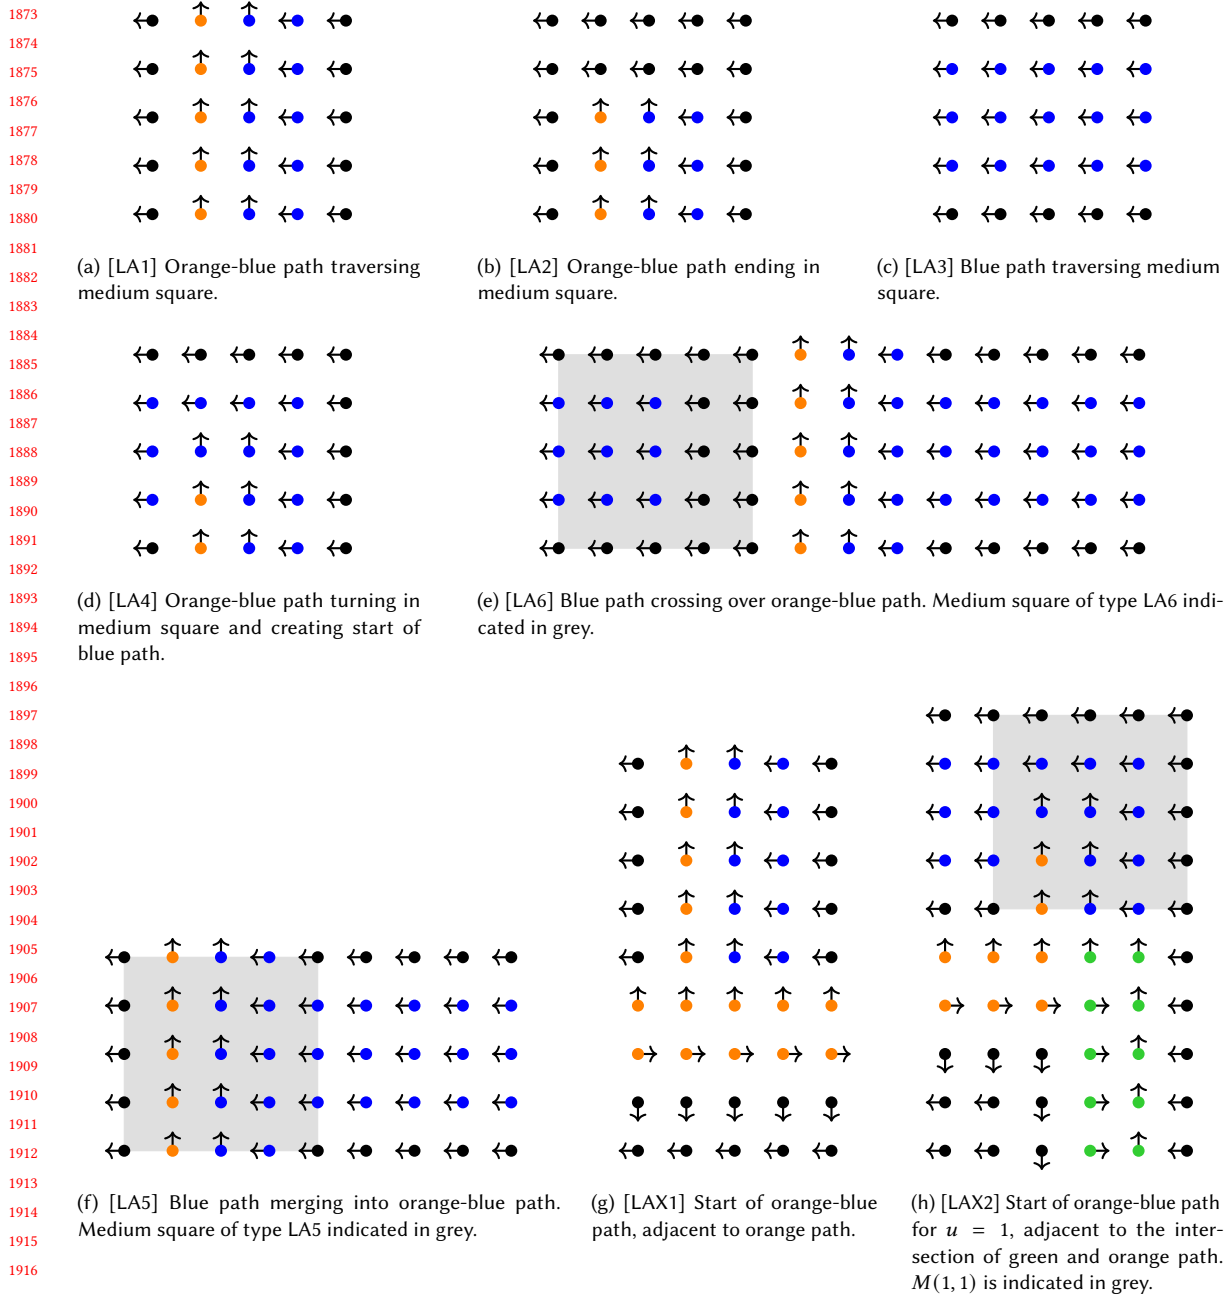 1873
1874
1875
1876
1877
1878
1879
1880
1881
1882
1883
1884
1885
1886
1887
1888
1889
1890
1891
1892
1893
1894
1895
1896
1897
1898
1899
1900
1901
1902
1903
1904
1905
1906
1907
1908
1909
1910
1911
1912
1913
1914
1915
1916
(a) [LA1] Orange-blue path traversing
medium square.
(b) [LA2] Orange-blue path ending in
medium square.
(c) [LA3] Blue path traversing medium
square.
(d) [LA4] Orange-blue path turning in
medium square and creating start of
blue path.
(e) [LA6] Blue path crossing over orange-blue path. Medium square of type LA6 indi-
cated in grey.
(f) [LA5] Blue path merging into orange-blue path.
Medium square of type LA5 indicated in grey.
(g) [LAX1] Start of orange-blue
path, adjacent to orange path.
(h) [LAX2] Start of orange-blue path
for u = 1, adjacent to the inter-
section of green and orange path.
M(1, 1) is indicated in grey.